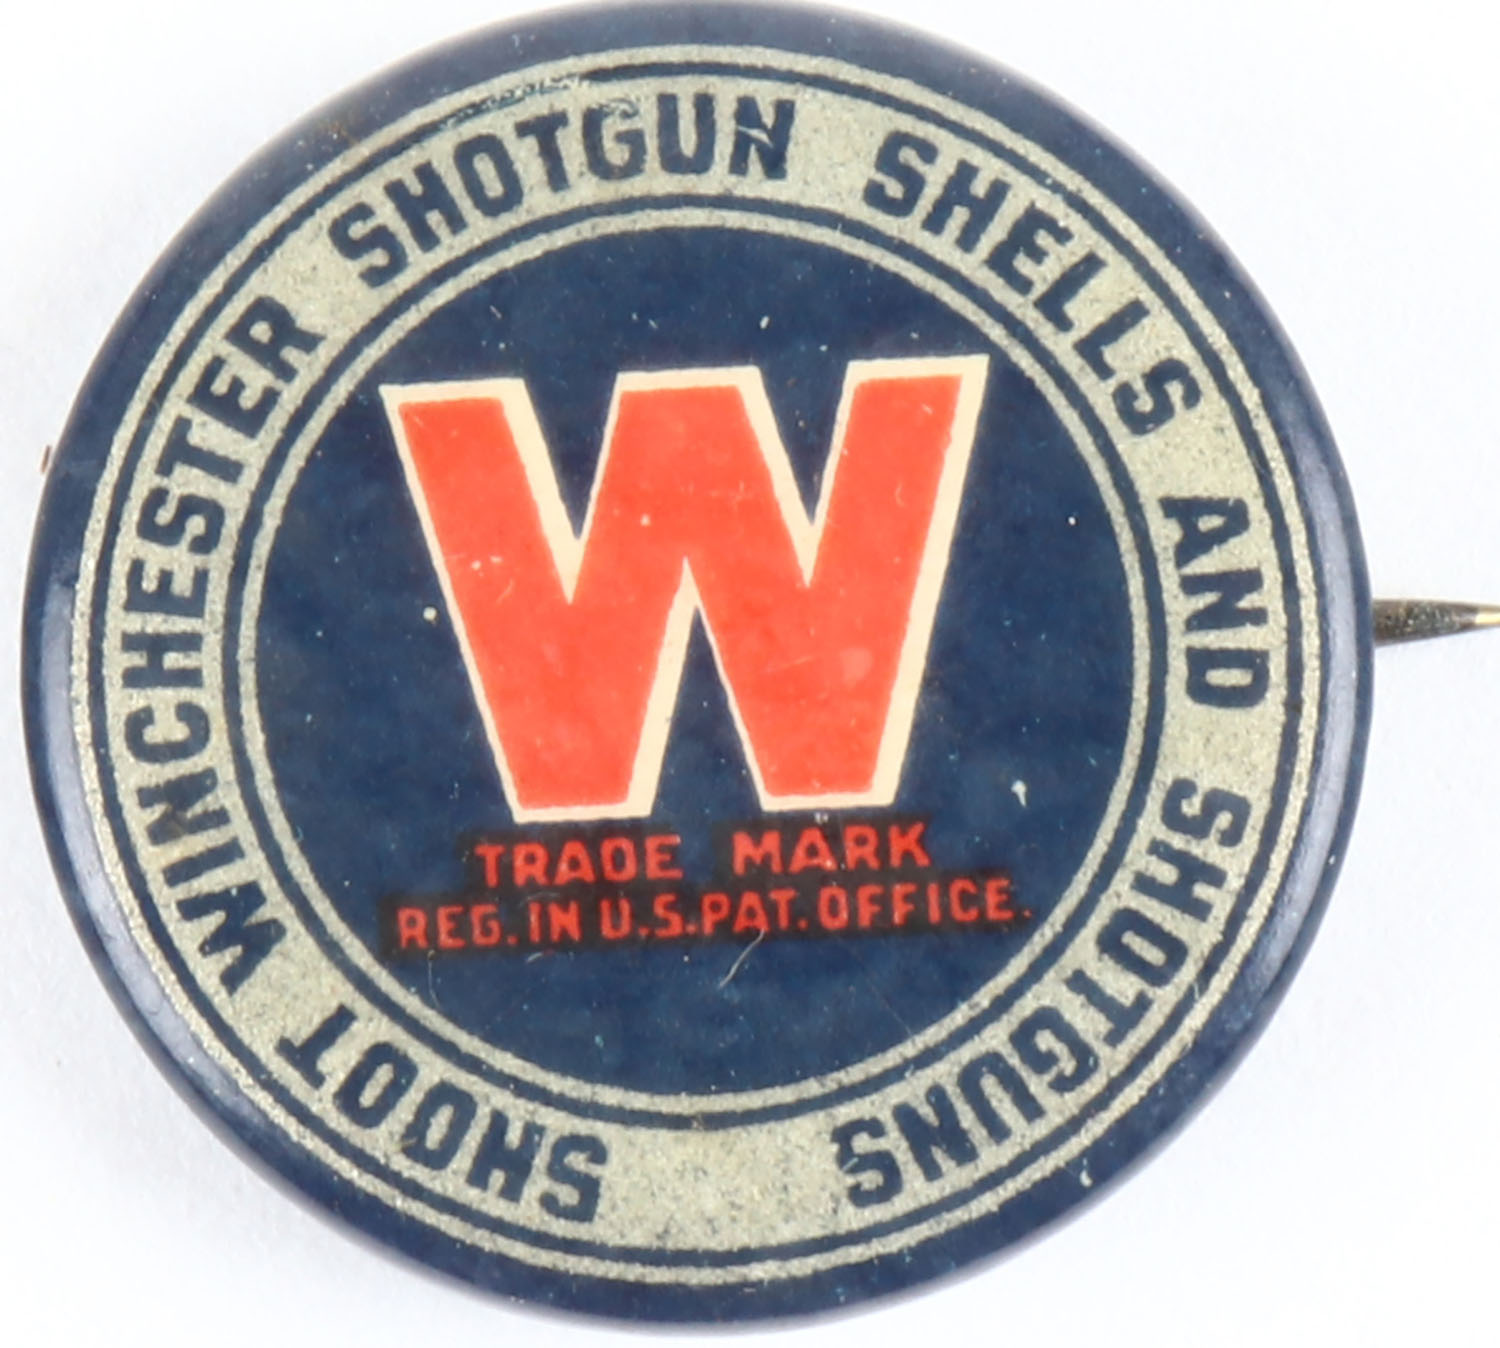 SHOOT WINCHESTER SHOTGUN SHELLS AND SHOTGUNS
W
TRADE MARK
REG. IN U.S. PAT. OFFICE.